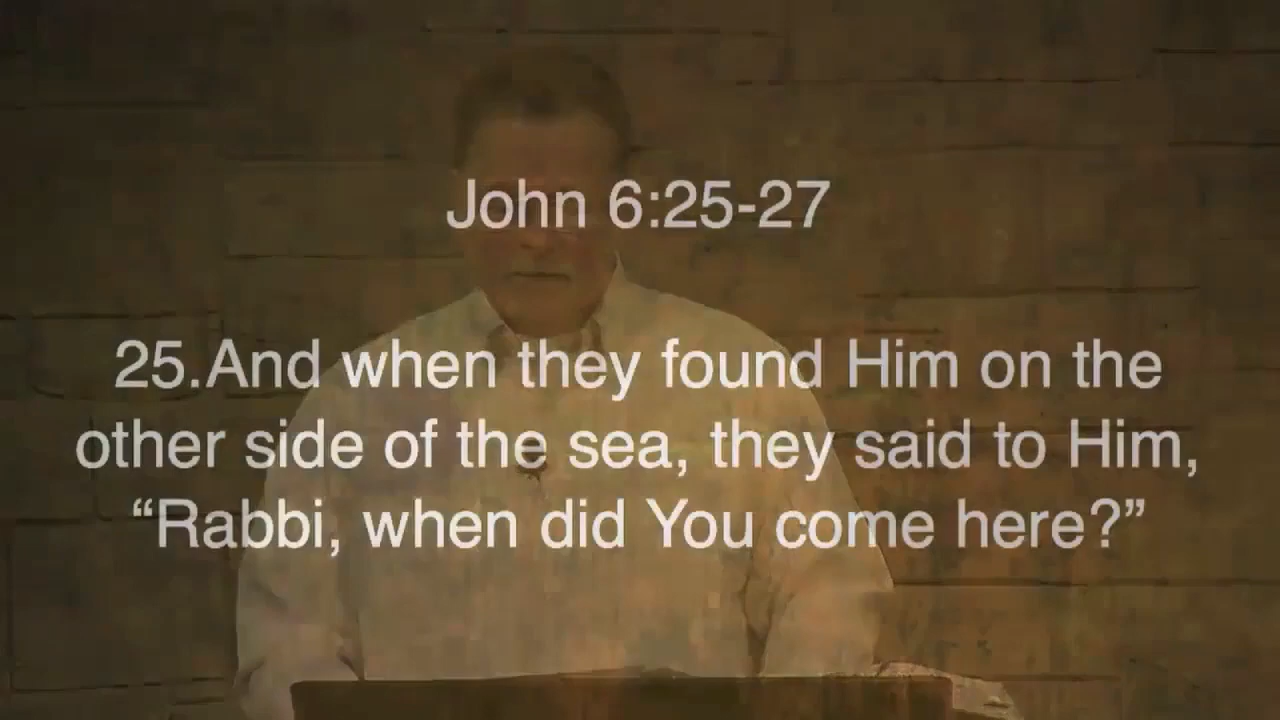 John 6:25-27
25.And when they found Him on the
other side of the sea, they said to Him,
“Rabbi, when did You come here?”